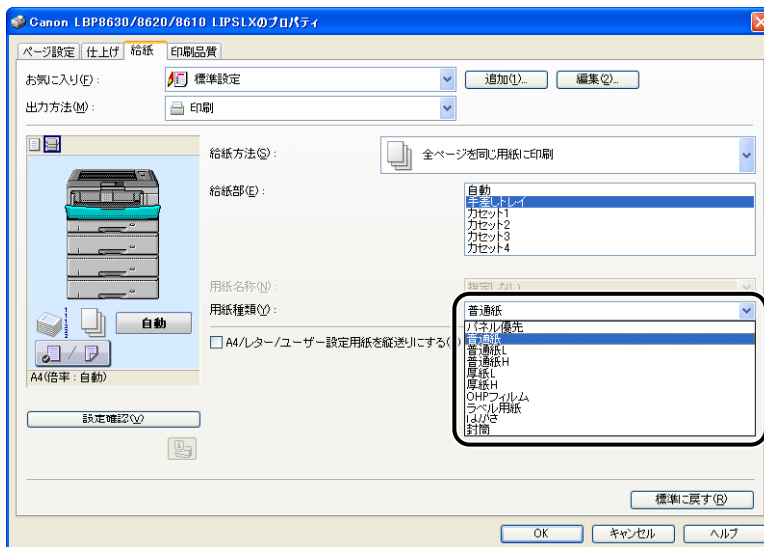 Canon LBP8630/8620/8610 LIPSLXのプロパティ
ページ設定 仕上げ 給紙 印刷品質
お気に入り(F): 標準設定 追加(1)... 編集(2)...
出力方法(M): 印刷
給紙方法(S): 全ページを同じ用紙に印刷
給紙部(E): 自動
手差しトレイ
カセット1
カセット2
カセット3
カセット4
用紙名称(N): 指定しない
用紙種類(Y): 普通紙
パネル優先
普通紙
普通紙L
普通紙H
厚紙L
厚紙H
OHPフィルム
ラベル用紙
はがき
封筒
自動
A4/レター/ユーザー設定用紙を縦送りにする(
A4(倍率:自動)
設定確認(V)
標準に戻す(R)
OK キャンセル ヘルプ